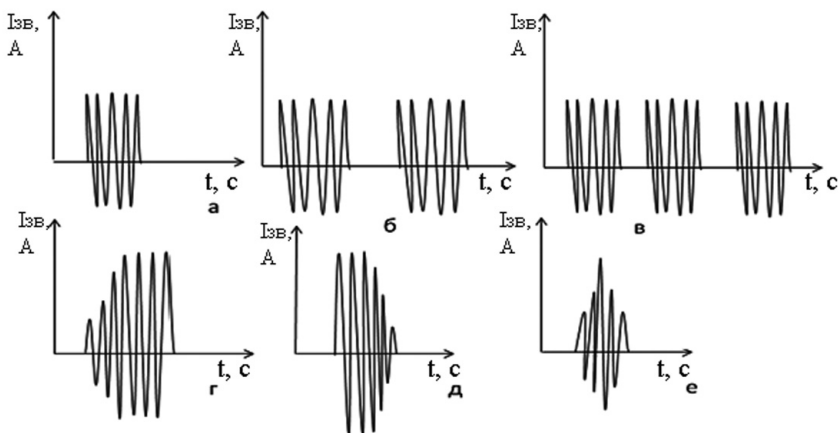 Iзв,
А
t, с
а
Iзв,
А
t, с
б
Iзв,
А
t, с
в
Iзв,
А
t, с
г
Iзв,
А
t, с
д
Iзв,
А
t, с
е